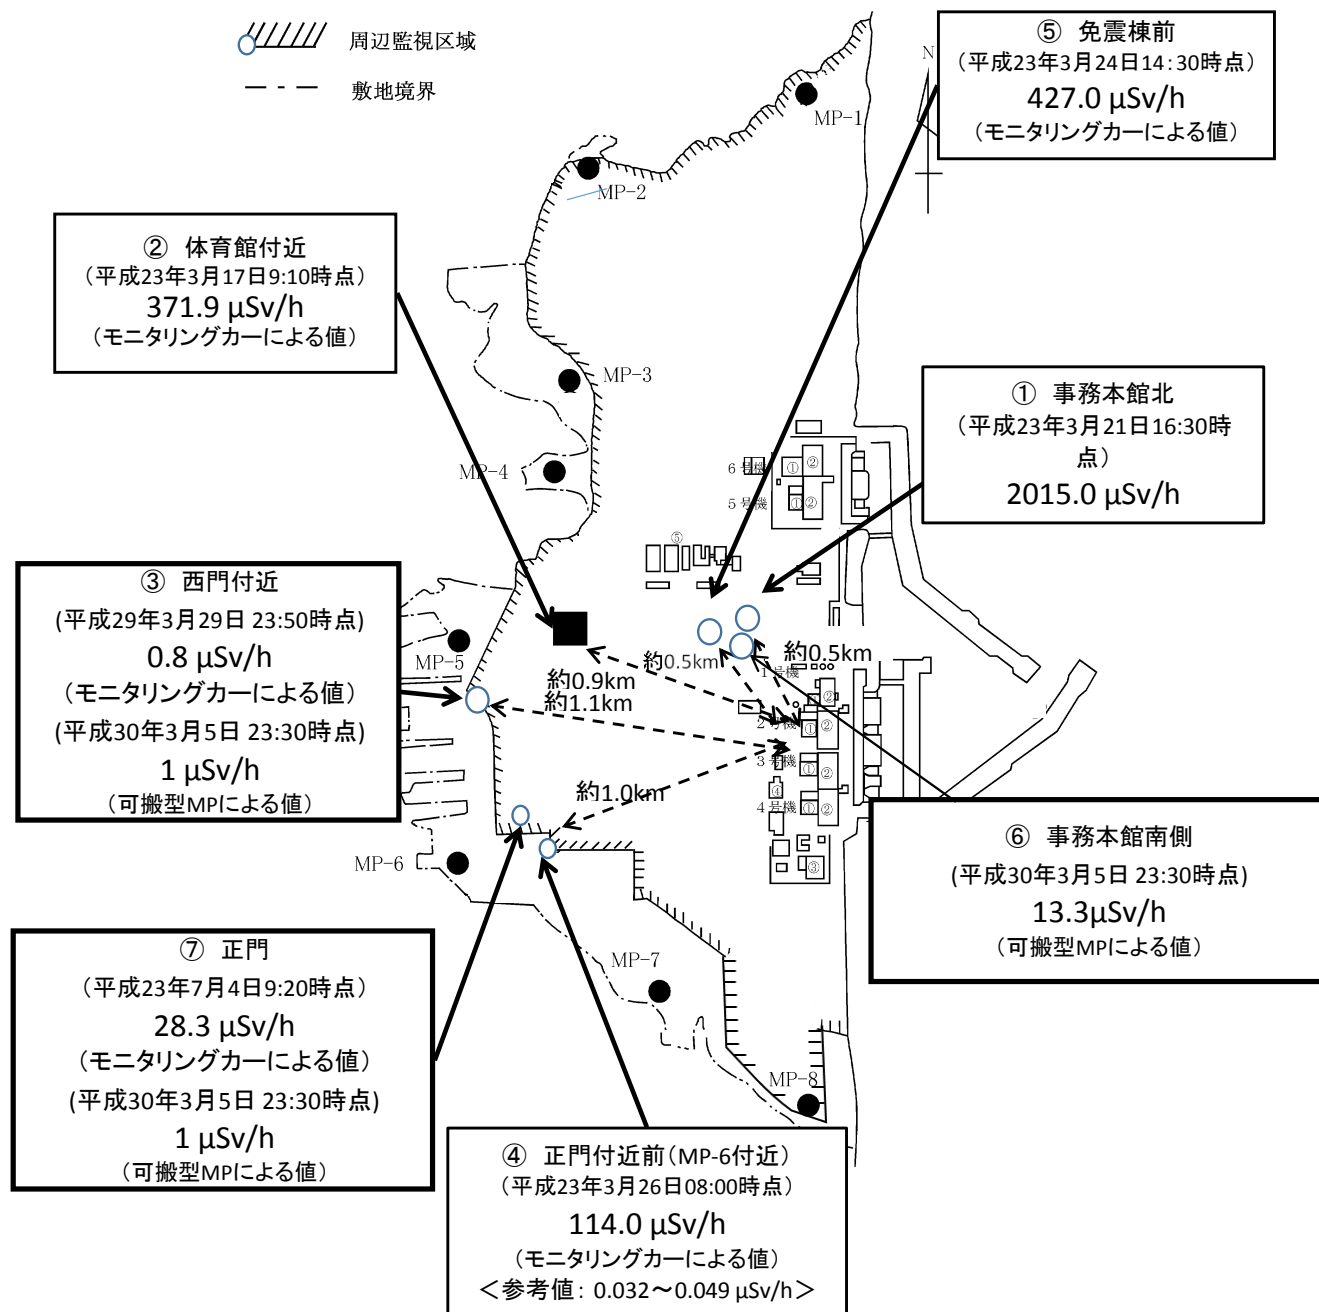 周辺監視区域
敷地境界
⑤ 免震棟前
(平成23年3月24日14:30時点)
427.0 μSv/h
(モニタリングカーによる値)
N
MP-1
MP-2
② 体育館付近
(平成23年3月17日9:10時点)
371.9 μSv/h
(モニタリングカーによる値)
MP-3
① 事務本館北
(平成23年3月21日16:30時
点)
2015.0 μSv/h
MP-4
6号機
①
②
5号機
①
②
⑤
③ 西門付近
(平成29年3月29日 23:50時点)
0.8 μSv/h
(モニタリングカーによる値)
(平成30年3月5日 23:30時点)
1 μSv/h
(可搬型MPによる値)
MP-5
約0.9km
約1.1km
約0.5km
約0.5km
1号機
②
2号機
①
②
3号機
①
②
④
4号機
①
②
③
約1.0km
MP-6
⑥ 事務本館南側
(平成30年3月5日 23:30時点)
13.3μSv/h
(可搬型MPによる値)
⑦ 正門
(平成23年7月4日9:20時点)
28.3 μSv/h
(モニタリングカーによる値)
(平成30年3月5日 23:30時点)
1 μSv/h
(可搬型MPによる値)
MP-7
MP-8
④ 正門付近前(MP-6付近)
(平成23年3月26日08:00時点)
114.0 μSv/h
(モニタリングカーによる値)
<参考値: 0.032~0.049 μSv/h>